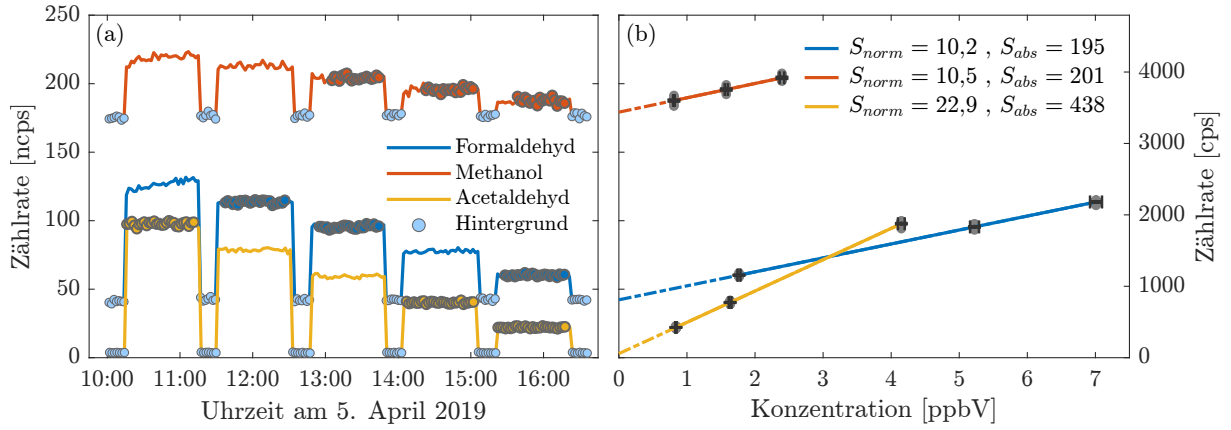 (a)
Zählrate [ncps]
250
200
150
100
50
0
10:00 11:00 12:00 13:00 14:00 15:00 16:00
Uhrzeit am 5. April 2019
Formaldehyd
Methanol
Acetaldehyd
Hintergrund
(b)
S_norm = 10,2 , S_abs = 195
S_norm = 10,5 , S_abs = 201
S_norm = 22,9 , S_abs = 438
4000
3000
2000
1000
0
Zählrate [cps]
0 1 2 3 4 5 6 7
Konzentration [ppbV]